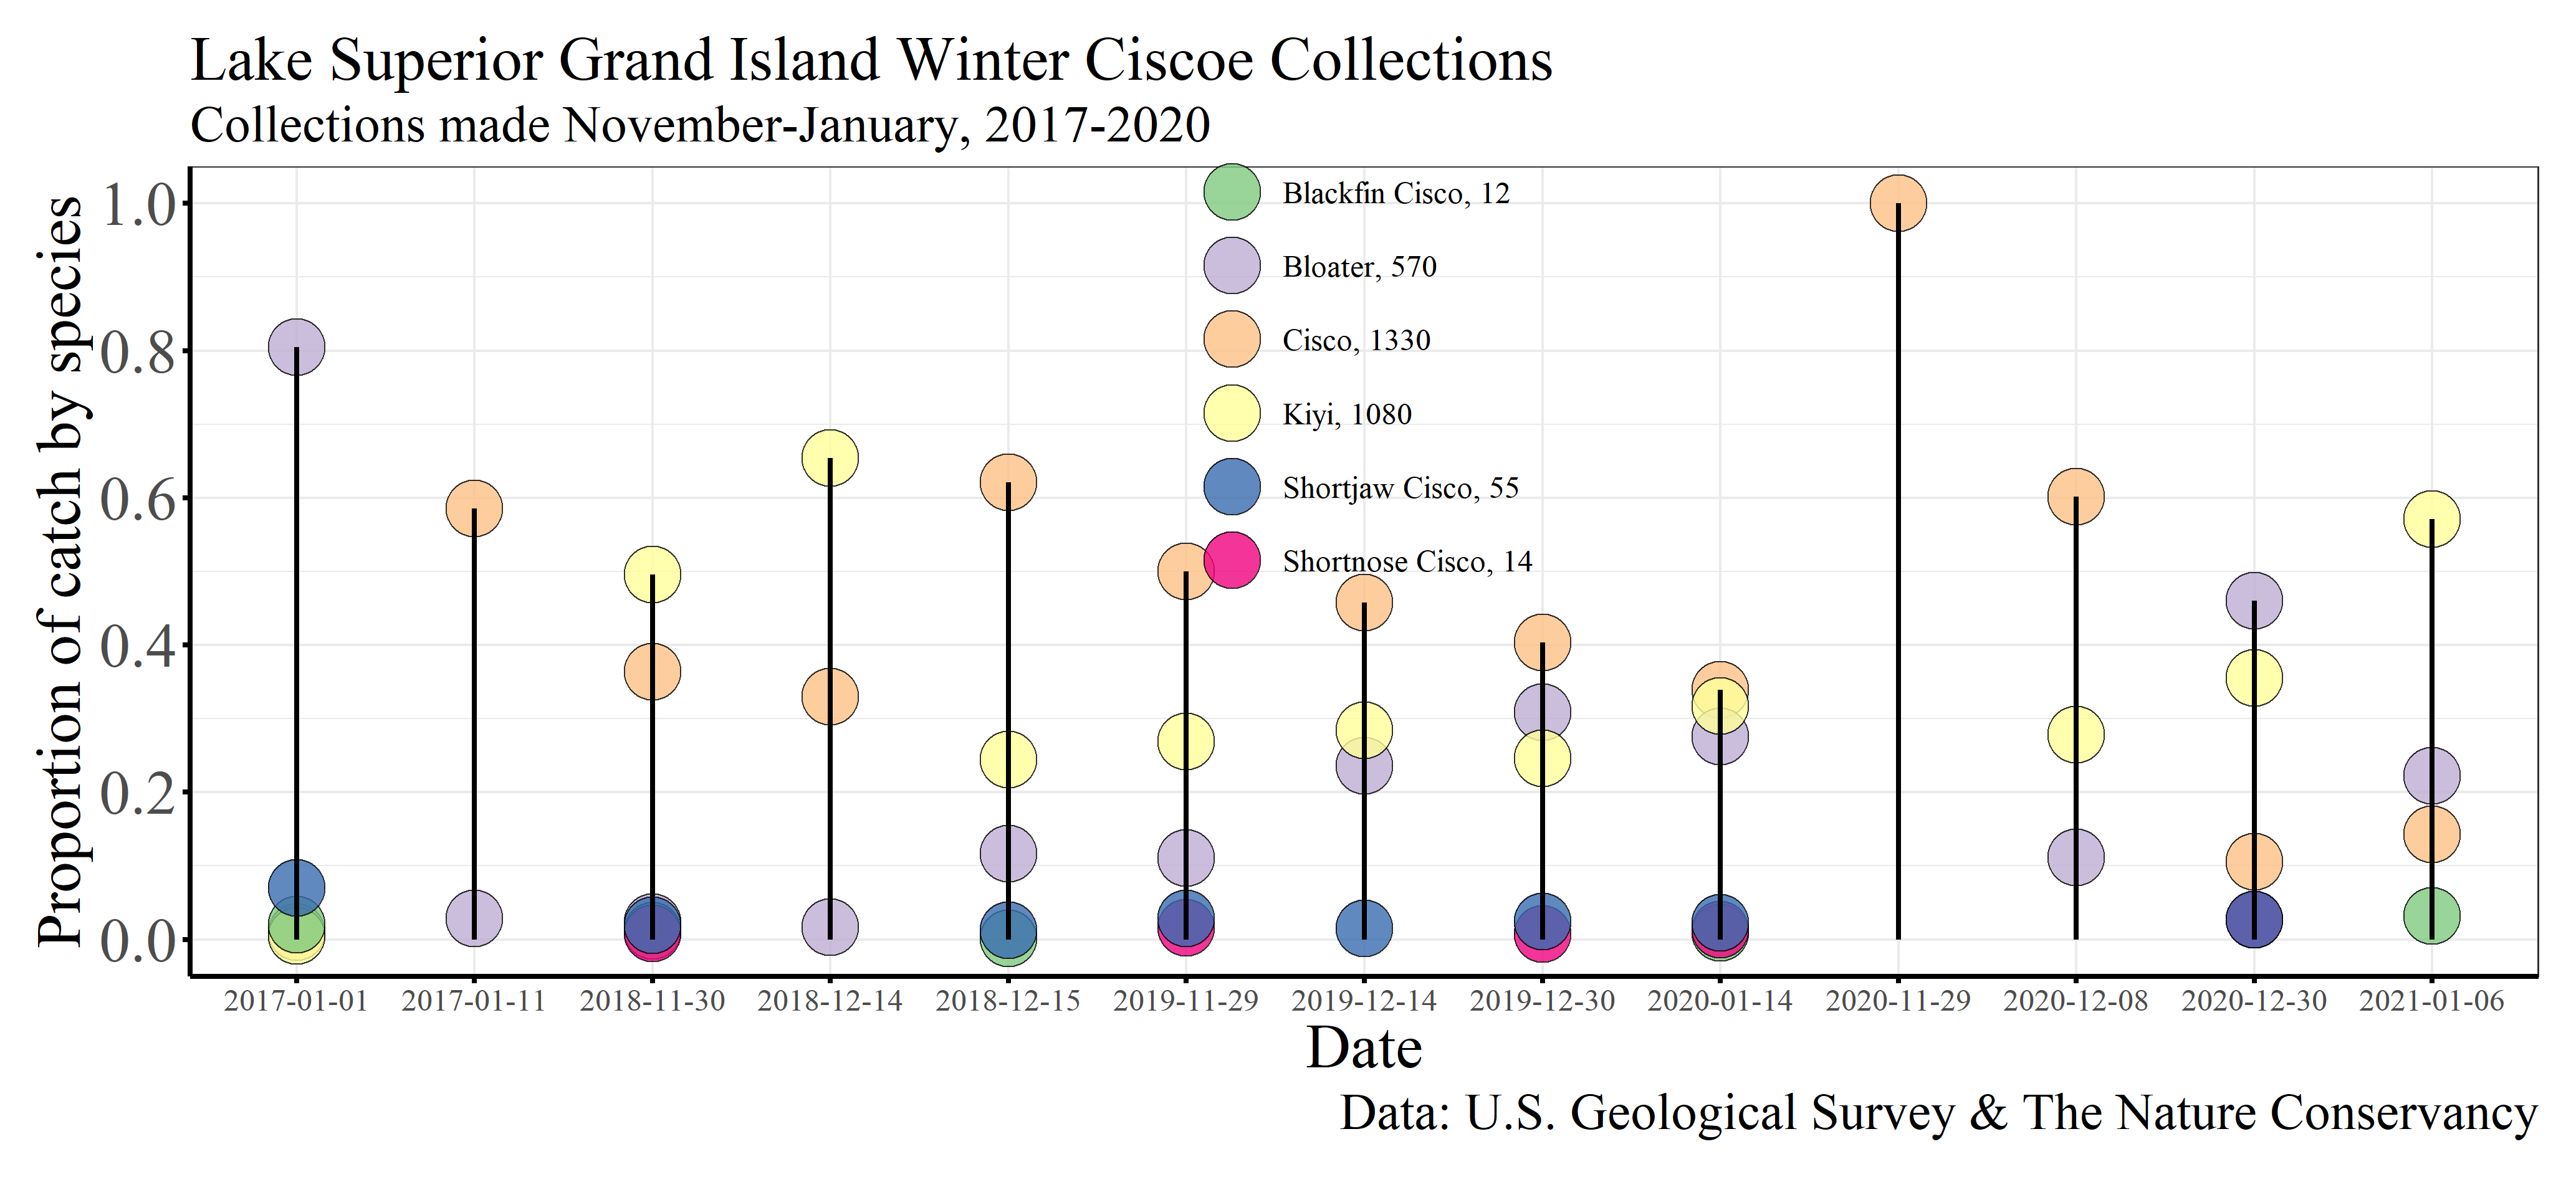 Lake Superior Grand Island Winter Ciscoe Collections
Collections made November-January, 2017-2020
Proportion of catch by species
1.0
0.8
0.6
0.4
0.2
0.0
Blackfin Cisco, 12
Bloater, 570
Cisco, 1330
Kiyi, 1080
Shortjaw Cisco, 55
Shortnose Cisco, 14
2017-01-01 2017-01-11 2018-11-30 2018-12-14 2018-12-15 2019-11-29 2019-12-14 2019-12-30 2020-01-14 2020-11-29 2020-12-08 2020-12-30 2021-01-06
Date
Data: U.S. Geological Survey & The Nature Conservancy